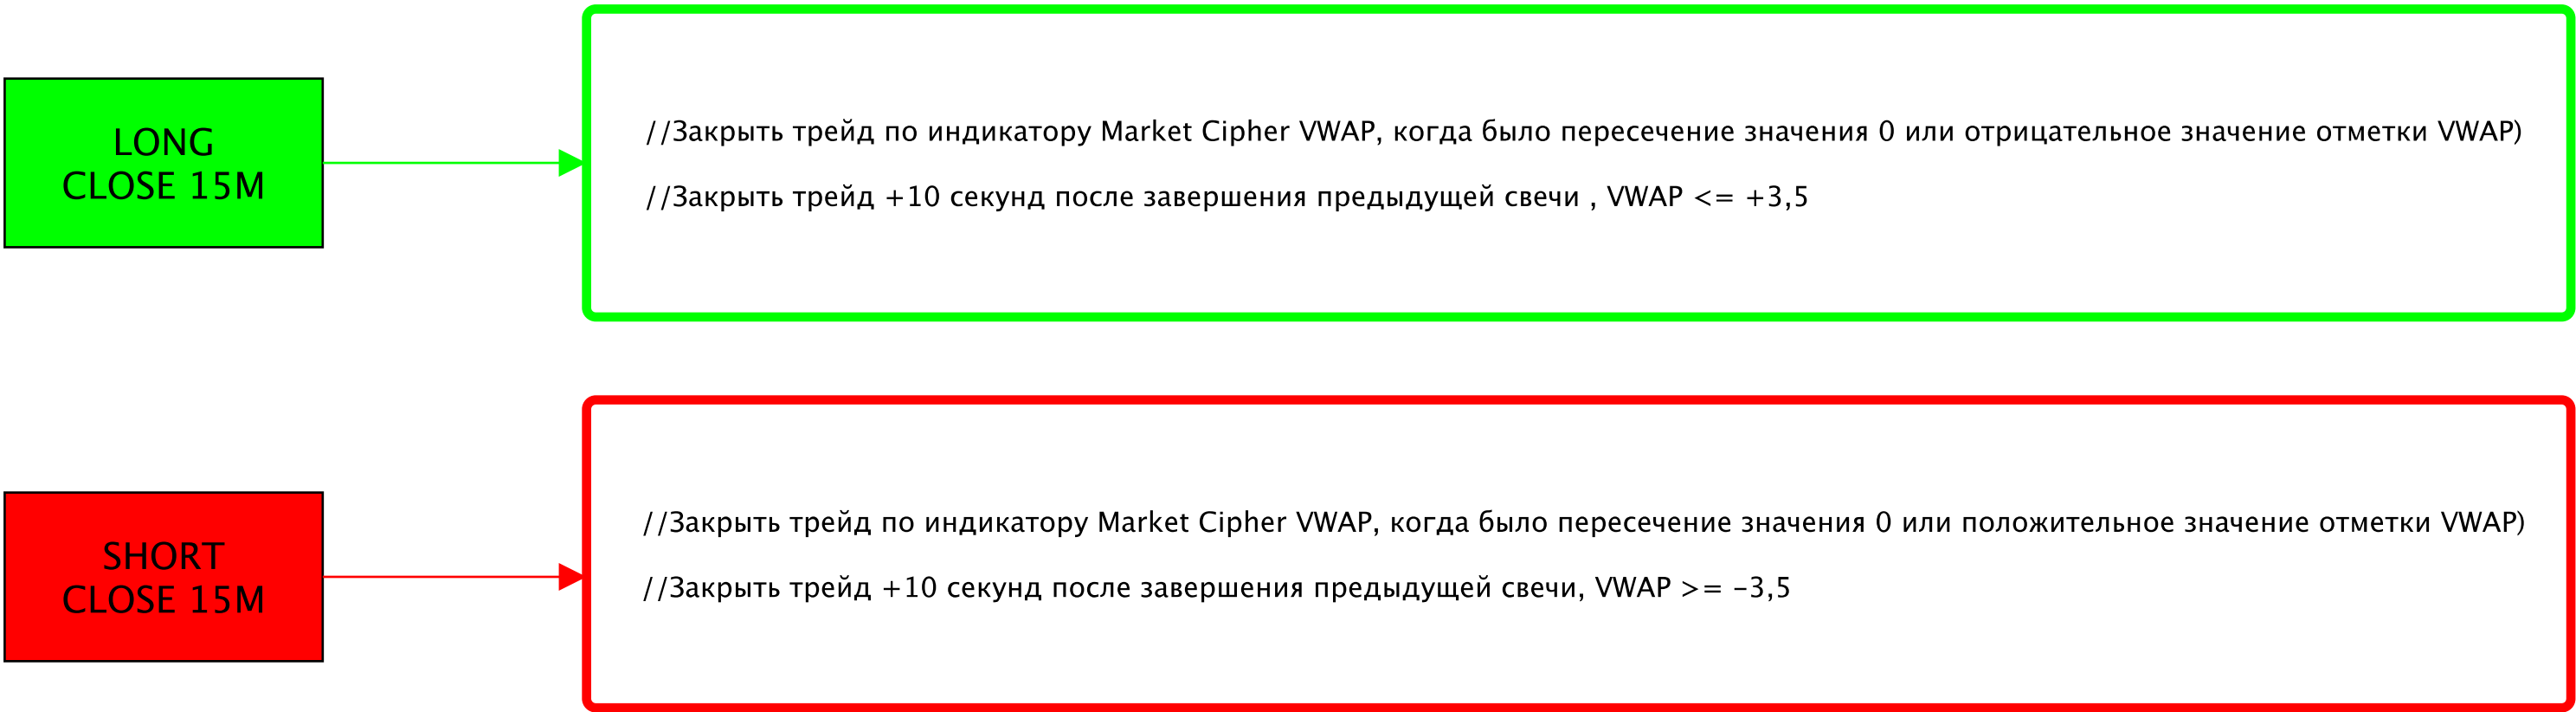 LONG
CLOSE 15M
//Закрыть трейд по индикатору Market Cipher VWAP, когда было пересечение значения 0 или отрицательное значение отметки VWAP)
//Закрыть трейд +10 секунд после завершения предыдущей свечи , VWAP <= +3,5
SHORT
CLOSE 15M
//Закрыть трейд по индикатору Market Cipher VWAP, когда было пересечение значения 0 или положительное значение отметки VWAP)
//Закрыть трейд +10 секунд после завершения предыдущей свечи, VWAP >= -3,5